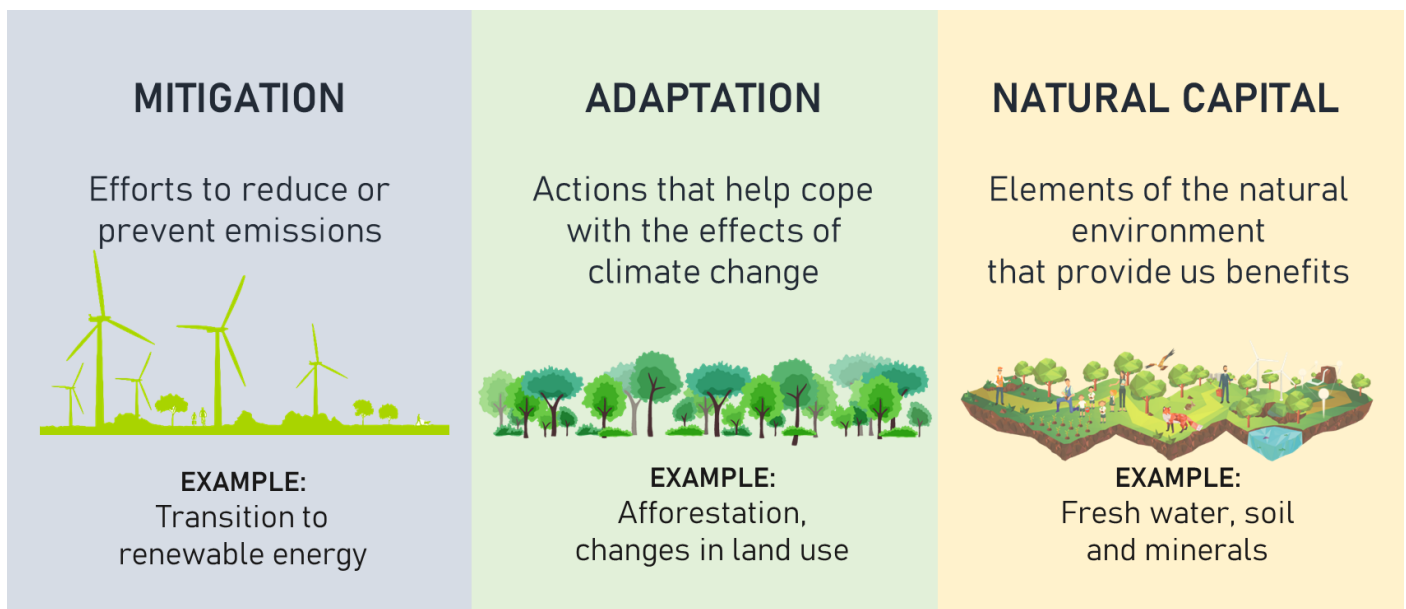 MITIGATION
Efforts to reduce or
prevent emissions
EXAMPLE:
Transition to
renewable energy
ADAPTATION
Actions that help cope
with the effects of
climate change
EXAMPLE:
Afforestation,
changes in land use
NATURAL CAPITAL
Elements of the natural
environment
that provide us benefits
EXAMPLE:
Fresh water, soil
and minerals